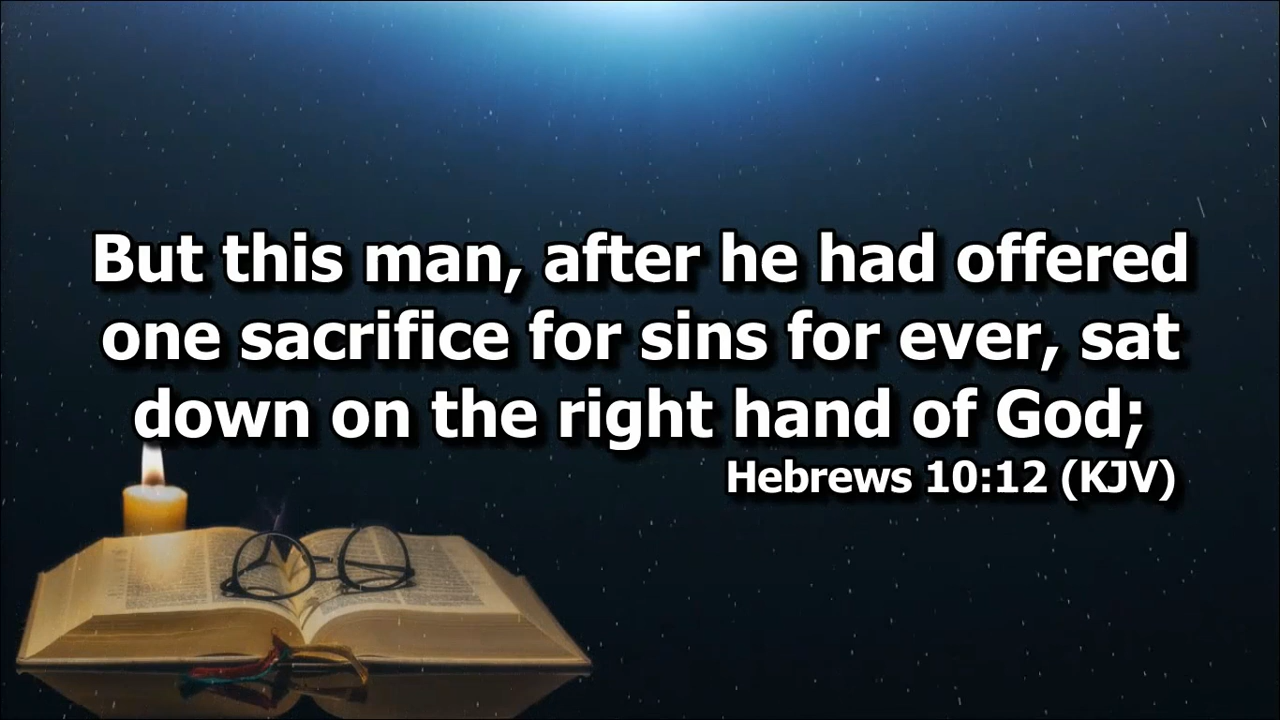 But this man, after he had offered
one sacrifice for sins for ever, sat
down on the right hand of God;
Hebrews 10:12 (KJV)